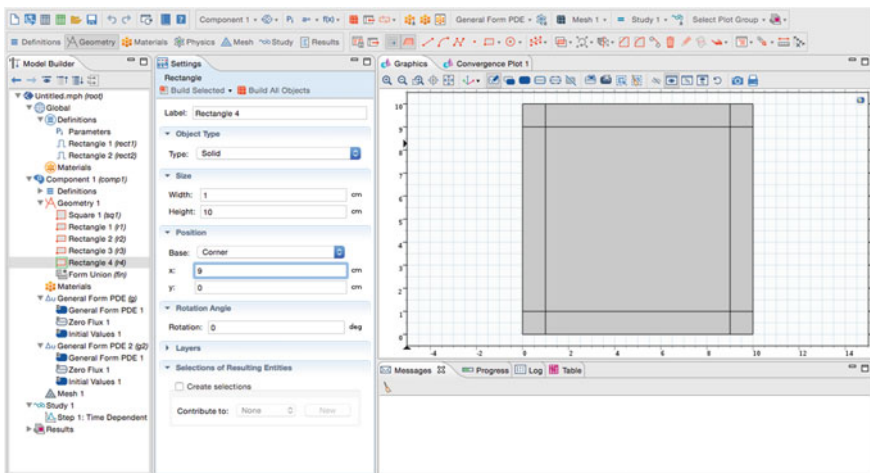 Component 1
Pi
a=
f(x)
General Form PDE
Mesh 1
Study 1
Select Plot Group
Definitions
Geometry
Materials
Physics
Mesh
Study
Results
Model Builder
Untitled.mph (root)
Global
Definitions
Pi Parameters
Rectangle 1 (rect1)
Rectangle 2 (rect2)
Materials
Component 1 (comp1)
Definitions
Geometry 1
Square 1 (sq1)
Rectangle 1 (r1)
Rectangle 2 (r2)
Rectangle 3 (r3)
Rectangle 4 (r4)
Form Union (fin)
Materials
Δu General Form PDE (g)
General Form PDE 1
Zero Flux 1
Initial Values 1
Δu General Form PDE 2 (g2)
General Form PDE 1
Zero Flux 1
Initial Values 1
Mesh 1
Study 1
Step 1: Time Dependent
Results
Settings
Rectangle
Build Selected
Build All Objects
Label: Rectangle 4
Object Type
Type: Solid
Size
Width: 1 cm
Height: 10 cm
Position
Base: Corner
x: 9 cm
y: 0 cm
Rotation Angle
Rotation: 0 deg
Layers
Selections of Resulting Entities
Create selections
Contribute to: None New
Graphics
Convergence Plot 1
10
9
8
7
6
5
4
3
2
1
0
-4 -2 0 2 4 6 8 10 12 14
Messages
Progress
Log
Table